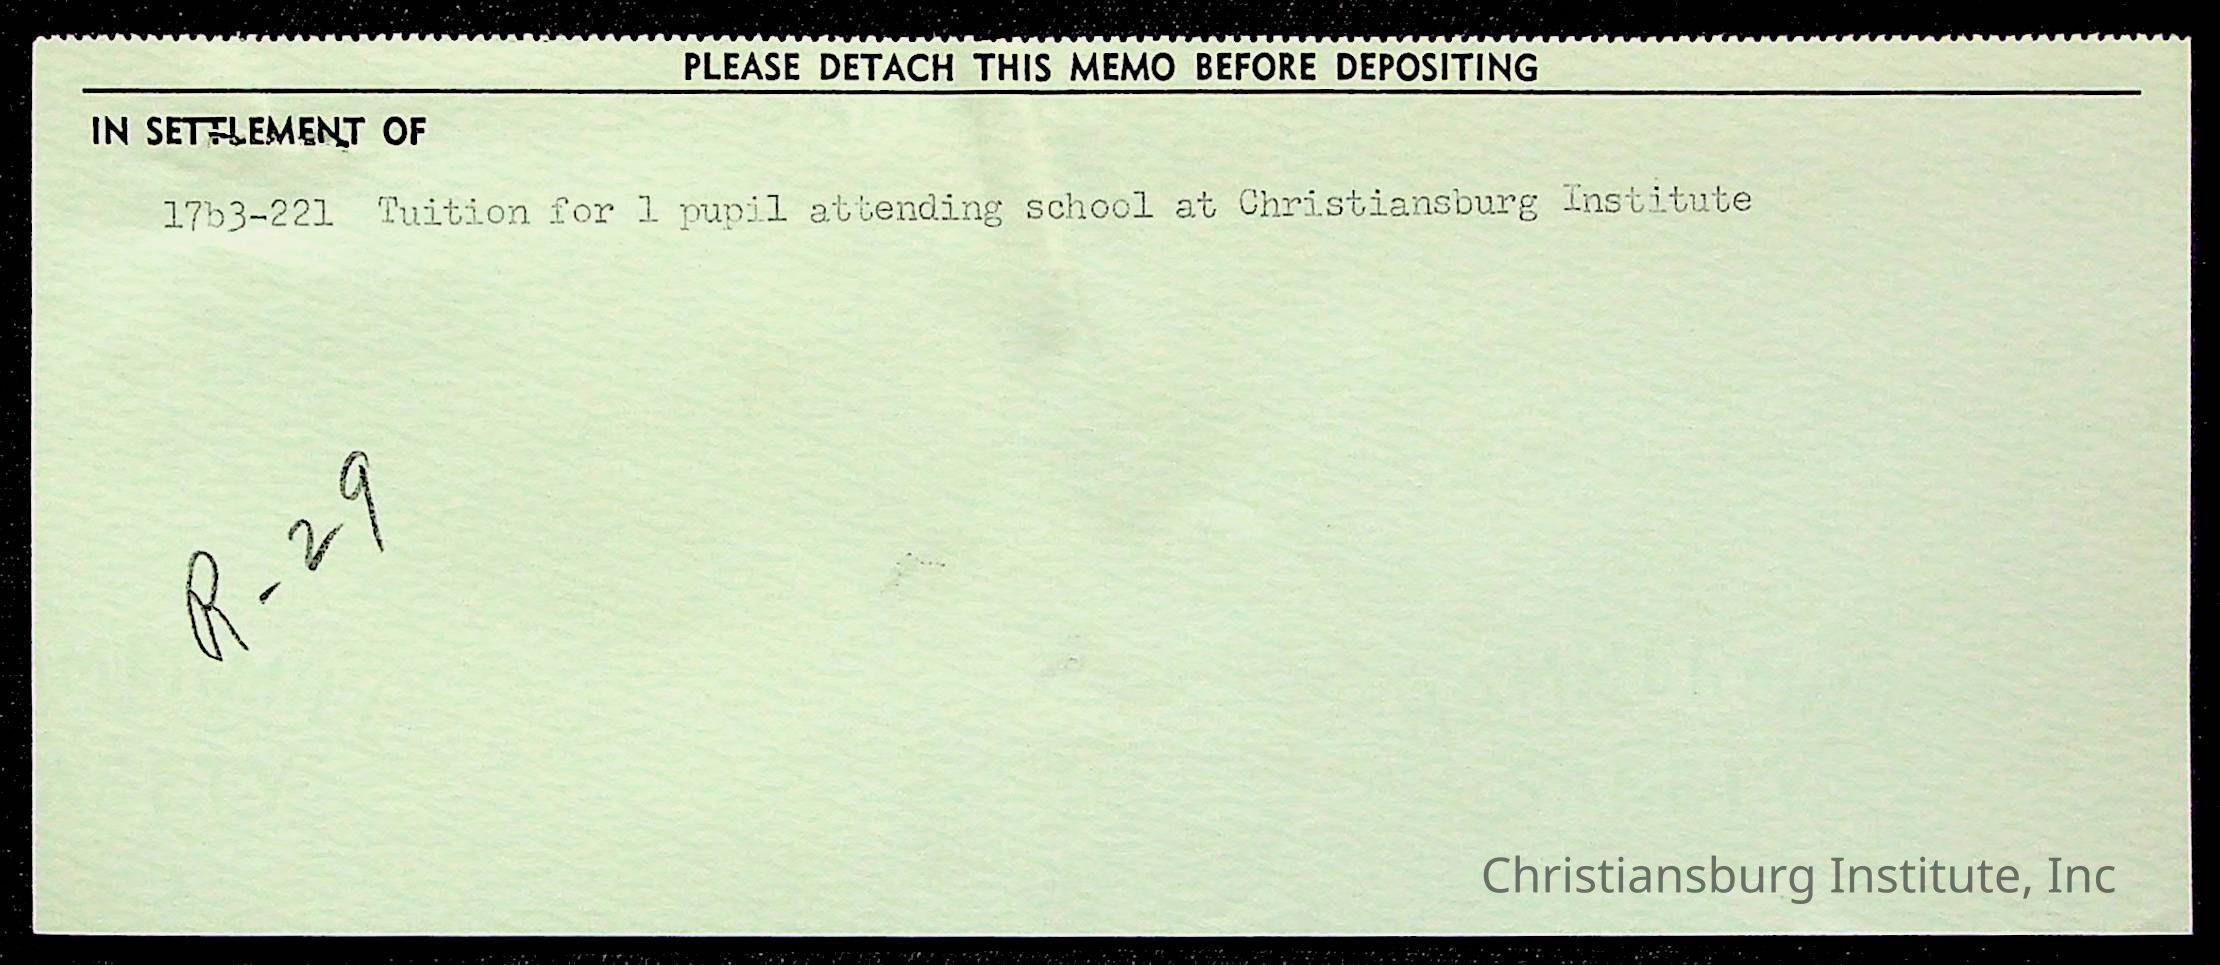 PLEASE DETACH THIS MEMO BEFORE DEPOSITING
IN SETTLEMENT OF
17b3-221 Tuition for 1 pupil attending school at Christiansburg Institute
R-29
Christiansburg Institute, Inc